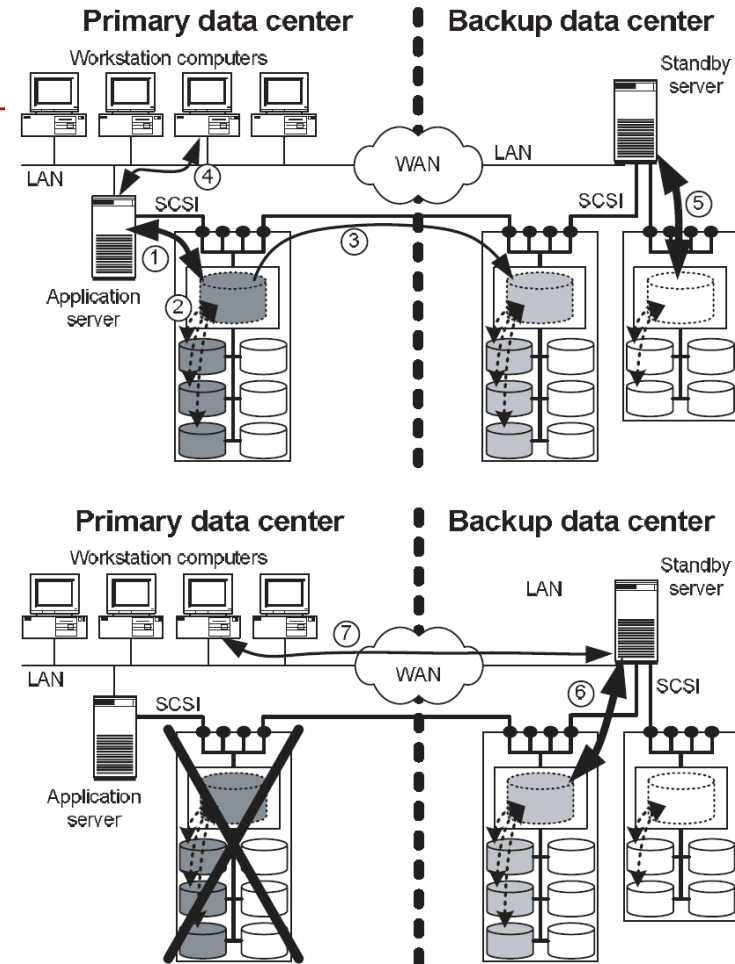 Primary data center
Backup data center
Workstation computers
Standby
server
WAN
LAN
LAN
4
SCSI
SCSI
5
3
1
Application
server
2
Primary data center
Backup data center
Workstation computers
Standby
server
LAN
7
WAN
LAN
6
SCSI
SCSI
Application
server